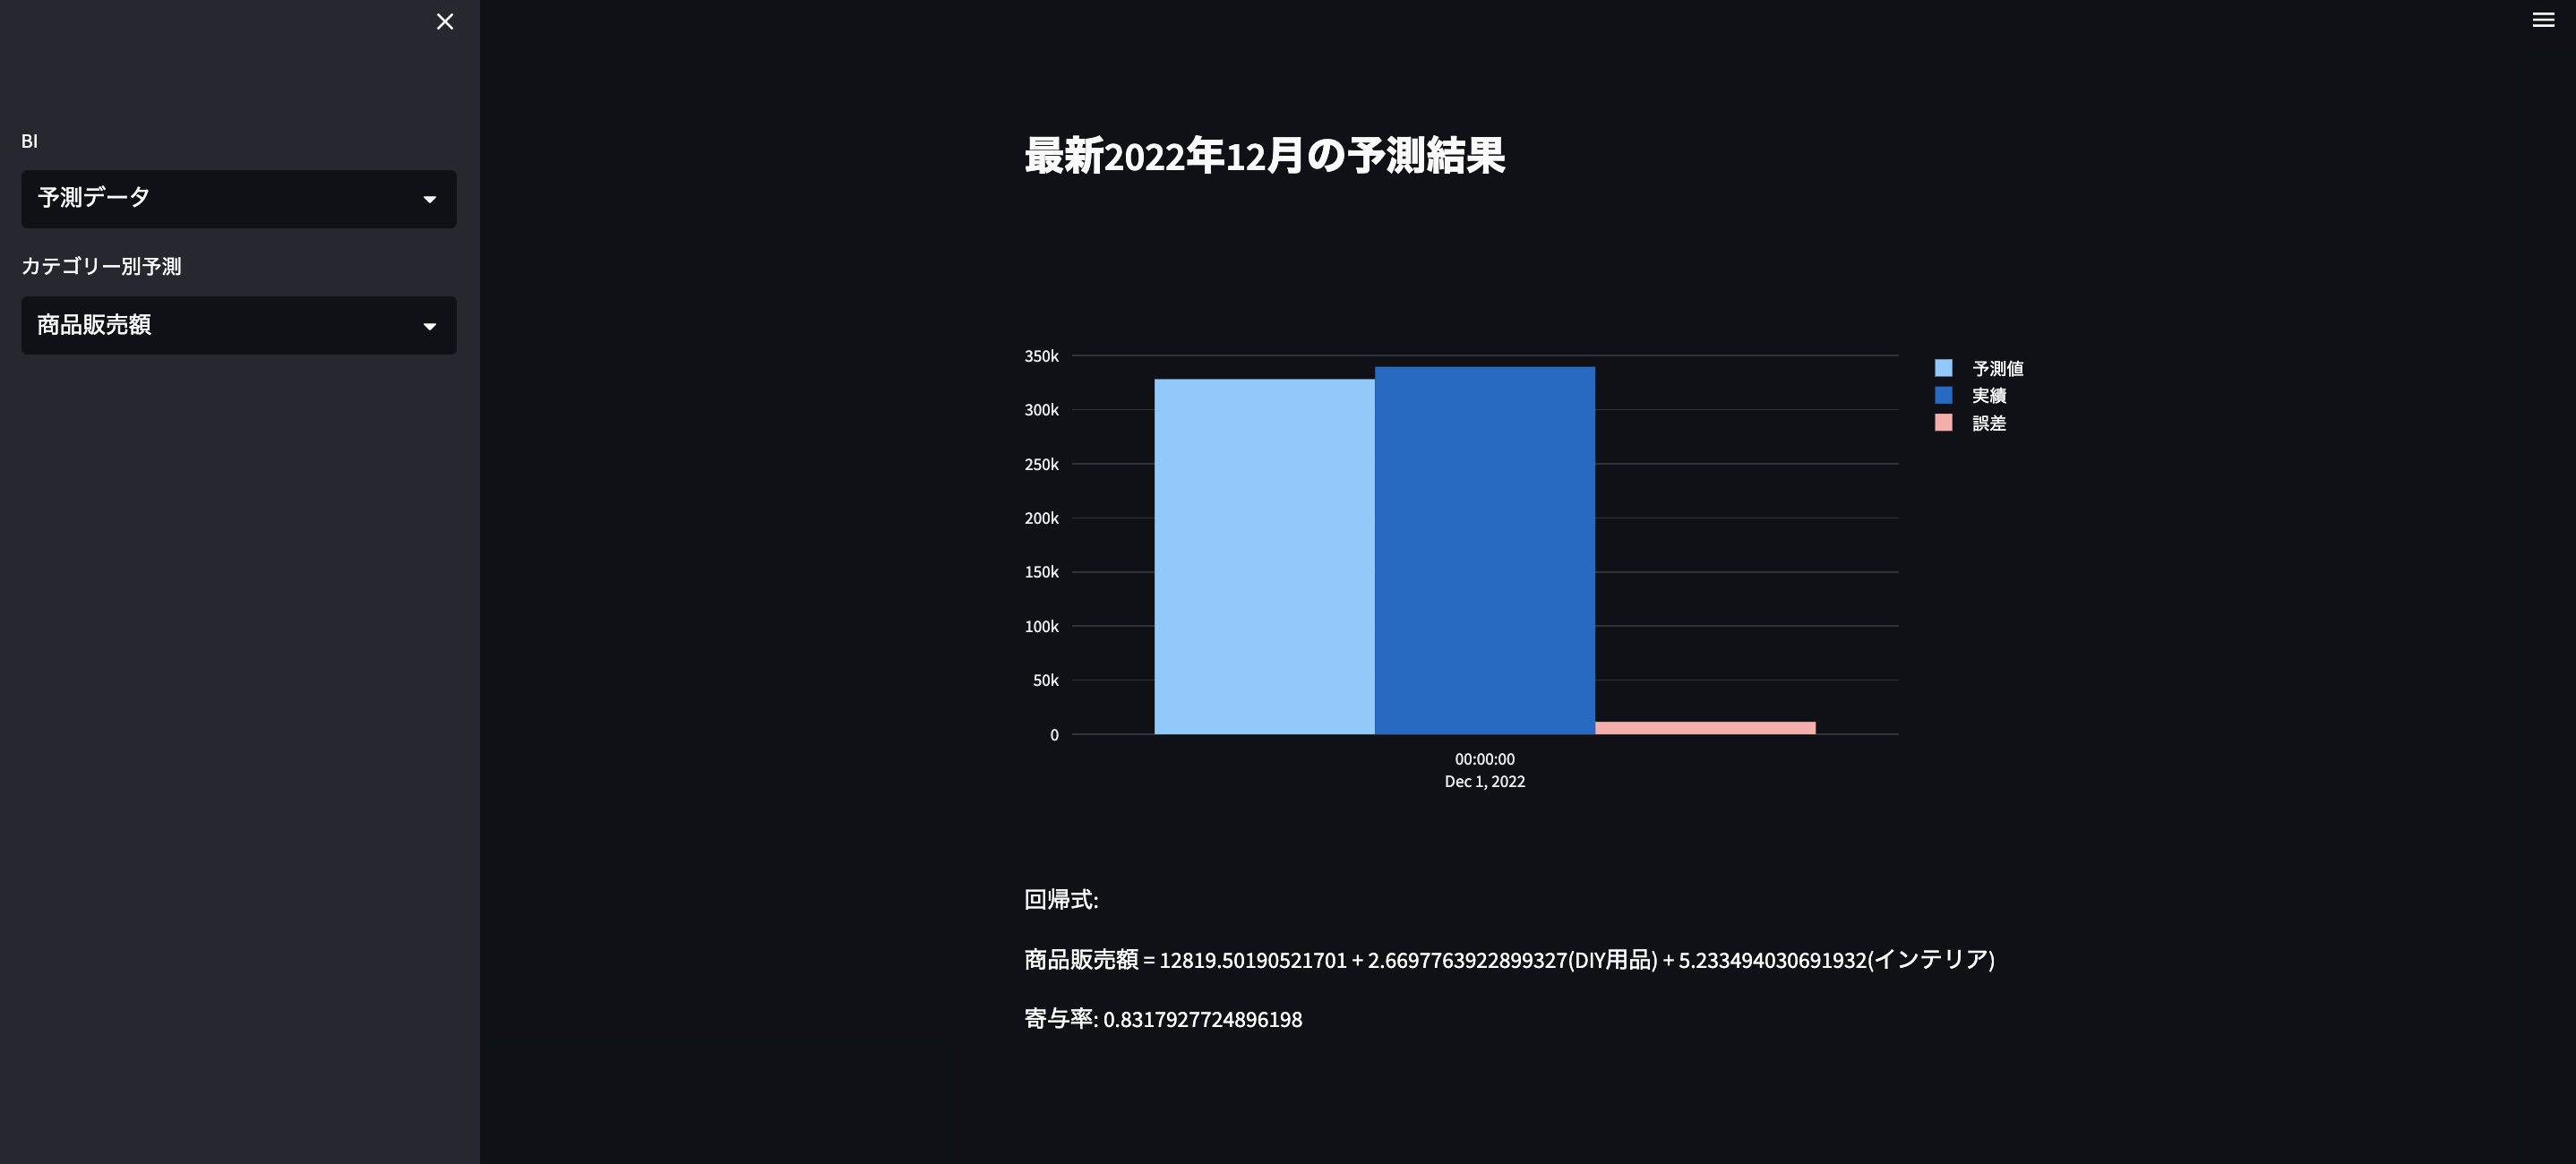 BI
予測データ
カテゴリー別予測
商品販売額
最新2022年12月の予測結果
350k
300k
250k
200k
150k
100k
50k
0
00:00:00
Dec 1, 2022
予測値
実績
誤差
回帰式:
商品販売額 = 12819.50190521701 + 2.6697763922899327(DIY用品) + 5.233494030691932(インテリア)
寄与率: 0.8317927724896198